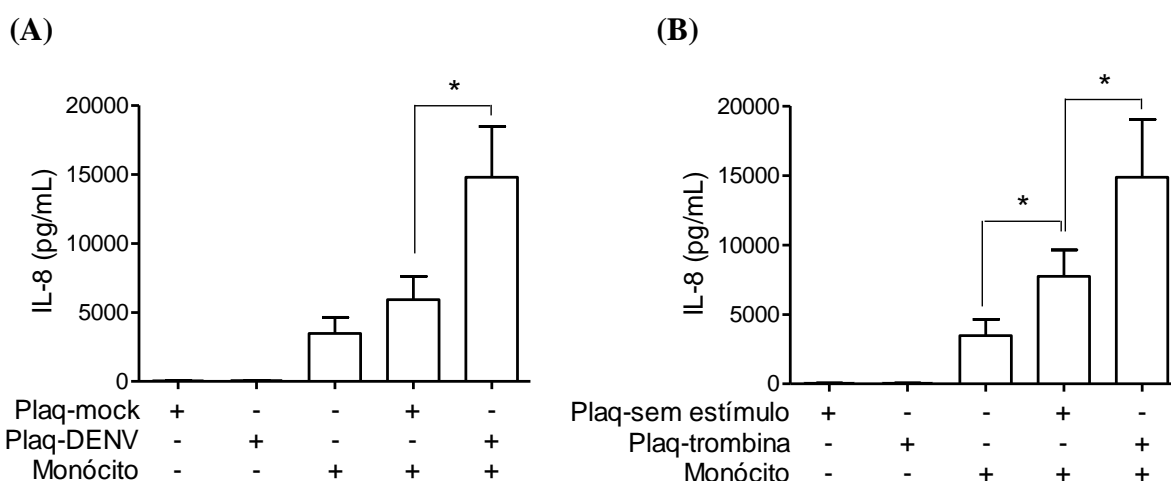 (A)
*
20000
15000
10000
5000
0
IL-8 (pg/mL)
Plaq-mock + - - + -
Plaq-DENV - + - - +
Monócito - - + + +
(B)
*
*
20000
15000
10000
5000
0
IL-8 (pg/mL)
Plaq-sem estímulo + - - + -
Plaq-trombina - + - - +
Monócito - - + + +